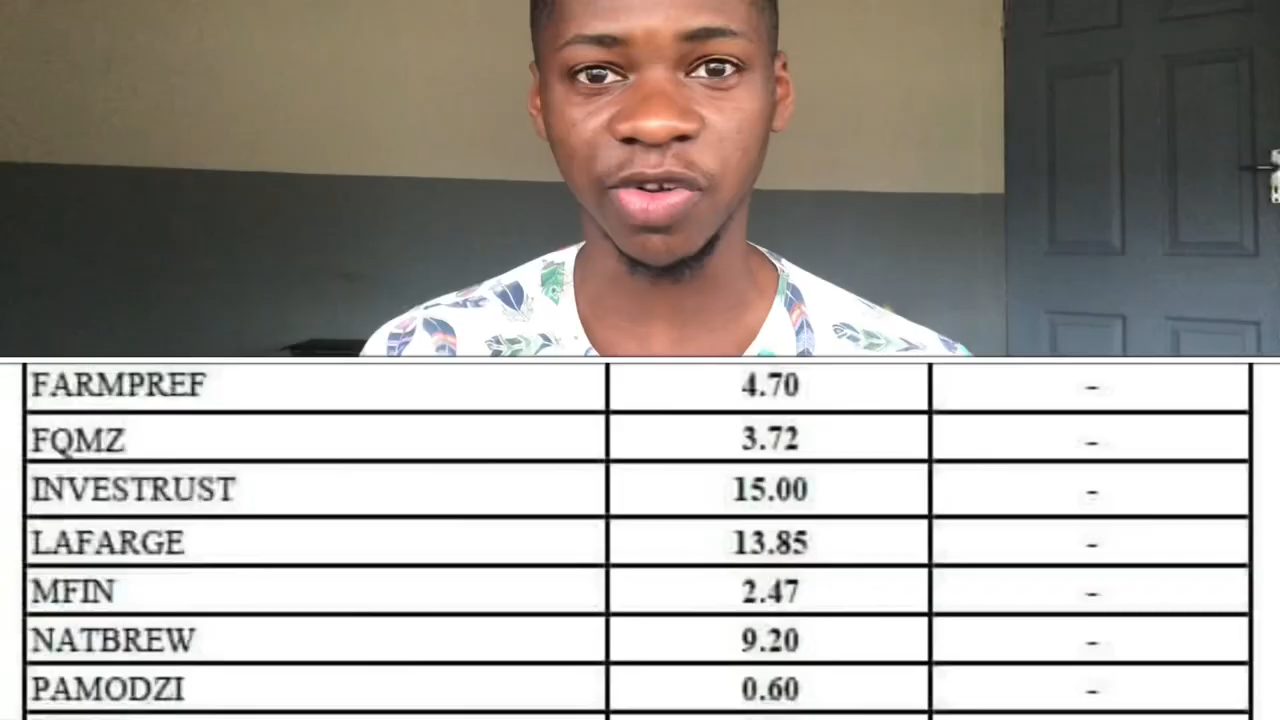 FARMPREF 4.70 -
FQMZ 3.72 -
INVESTRUST 15.00 -
LAFARGE 13.85 -
MFIN 2.47 -
NATBREW 9.20 -
PAMODZI 0.60 -